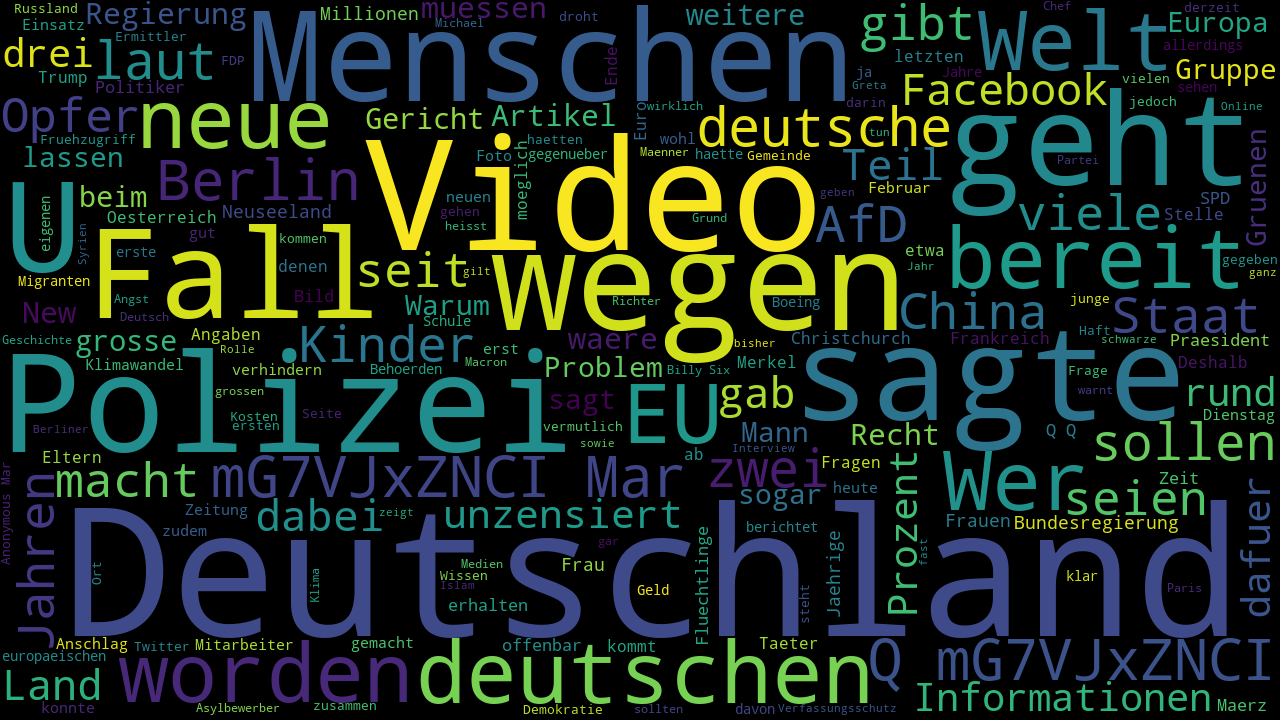 Russland
Einsatz
Regierung
Ermittler
FDP
Millionen
muessen
Michael
droht
Menschen
Ende
weitere
gibt
letzten
Welt
Chef
derzeit
Europa
allerdings
drei
laut
Trump
Politiker
ja
Greta
Jahre
vielen
sehen
Gruppe
Opfer
neue
Gericht
Artikel
Euro
wirklich
darin
Facebook
jedoch
Online
Fruehzugriff
lassen
Foto
haetten
gegenueber
moeglich
wohl
Maenner
haette
deutsche
Gemeinde
tun
Teil
geht
Partei
Berlin
Video
Februar
geben
SPD
Gruenen
U
eigenen
beim
Oesterreich
Neuseeland
neuen
gehen
heisst
Grund
AfD
viele
Stelle
Syrien
erste
gut
kommen
denen
etwa
Jahr
bereit
gegeben
ganz
Migranten
Fall
seit
gilt
wegen
Angst
Deutsch
Bild
Warum
Schule
Richter
Boeing
junge
New
China
Staat
Haft
Geschichte
grosse
Angaben
Rolle
Kinder
waere
bisher
Christchurch
Frankreich
schwarze
Praesident
Klimawandel
verhindern
Behoerden
erst
Macron
Problem
Billy Six
Merkel
Frage
Deshalb
warnt
Polizei
grossen
Kosten
ersten
Seite
Berliner
sagt
vermutlich
sowie
EU
gab
sagte
rund
Dienstag
Mann
Interview
Recht
Q Q
sollen
Eltern
ab
Anonymous Mar
macht
mG7VJxZNCI Mar
zwei
Fragen
Zeit
sogar
heute
Prozent
Wer
seien
Jahren
Zeitung
zudem
dabei
zeigt
unzensiert
berichtet
Frauen
Bundesregierung
dafuer
Deutschland
Ort
Klima
Medien
Wissen
Islam
gar
Frau
Geld
Fluechtlinge
steht
Jaehrige
fast
klar
Paris
erhalten
Anschlag
Twitter
Mitarbeiter
gemacht
offenbar
kommt
Taeter
europaeischen
Land
worden
deutschen
Q mG7VJxZNCI
konnte
Asylbewerber
zusammen
Demokratie
sollten
davon
Verfassungsschutz
Informationen
Maerz